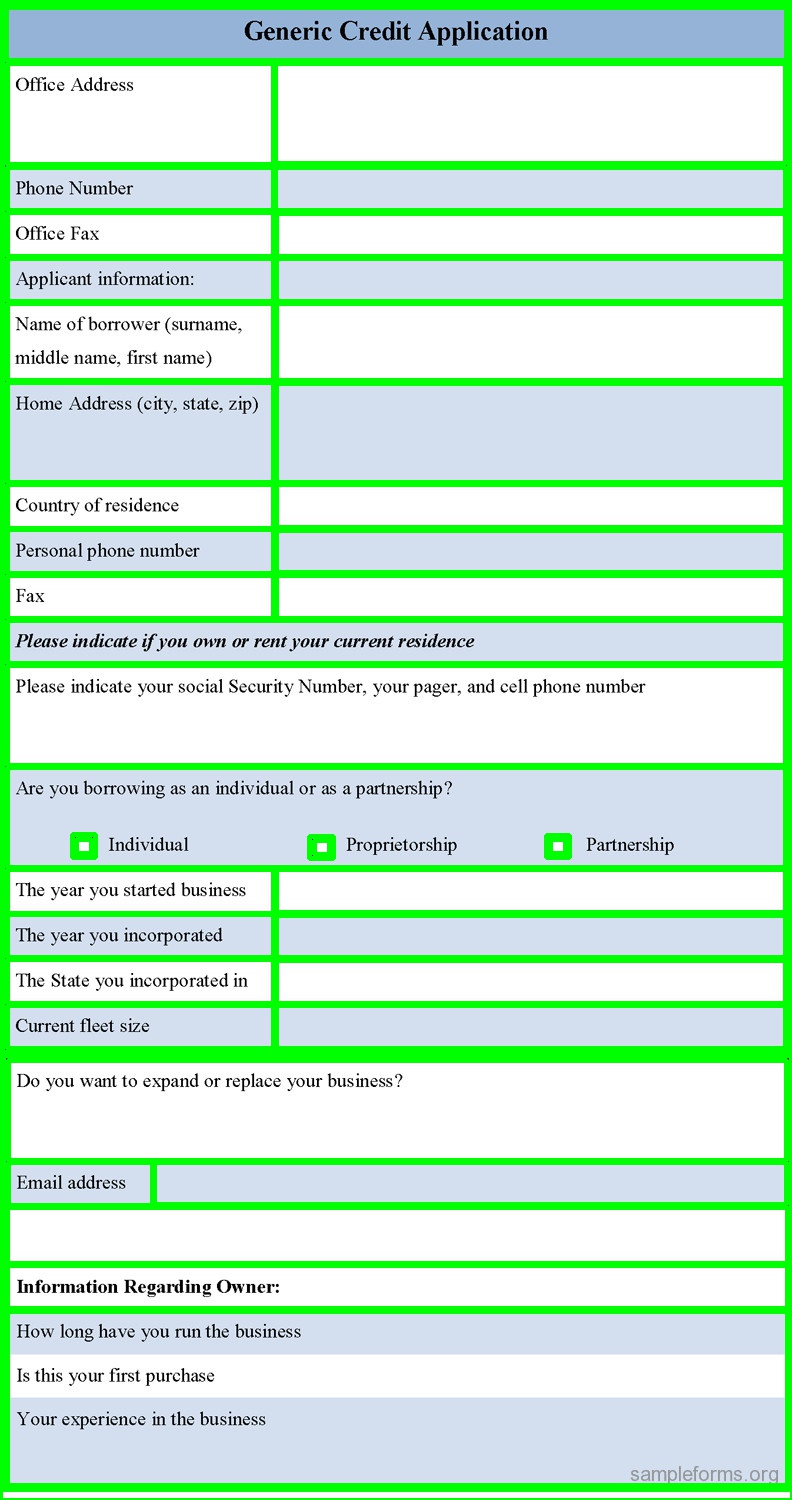 Generic Credit Application
Office Address
Phone Number
Office Fax
Applicant information:
Name of borrower (surname,
middle name, first name)
Home Address (city, state, zip)
Country of residence
Personal phone number
Fax
Please indicate if you own or rent your current residence
Please indicate your social Security Number, your pager, and cell phone number
Are you borrowing as an individual or as a partnership?
Individual Proprietorship Partnership
The year you started business
The year you incorporated
The State you incorporated in
Current fleet size
Do you want to expand or replace your business?
Email address
Information Regarding Owner:
How long have you run the business
Is this your first purchase
Your experience in the business
sampleforms.org